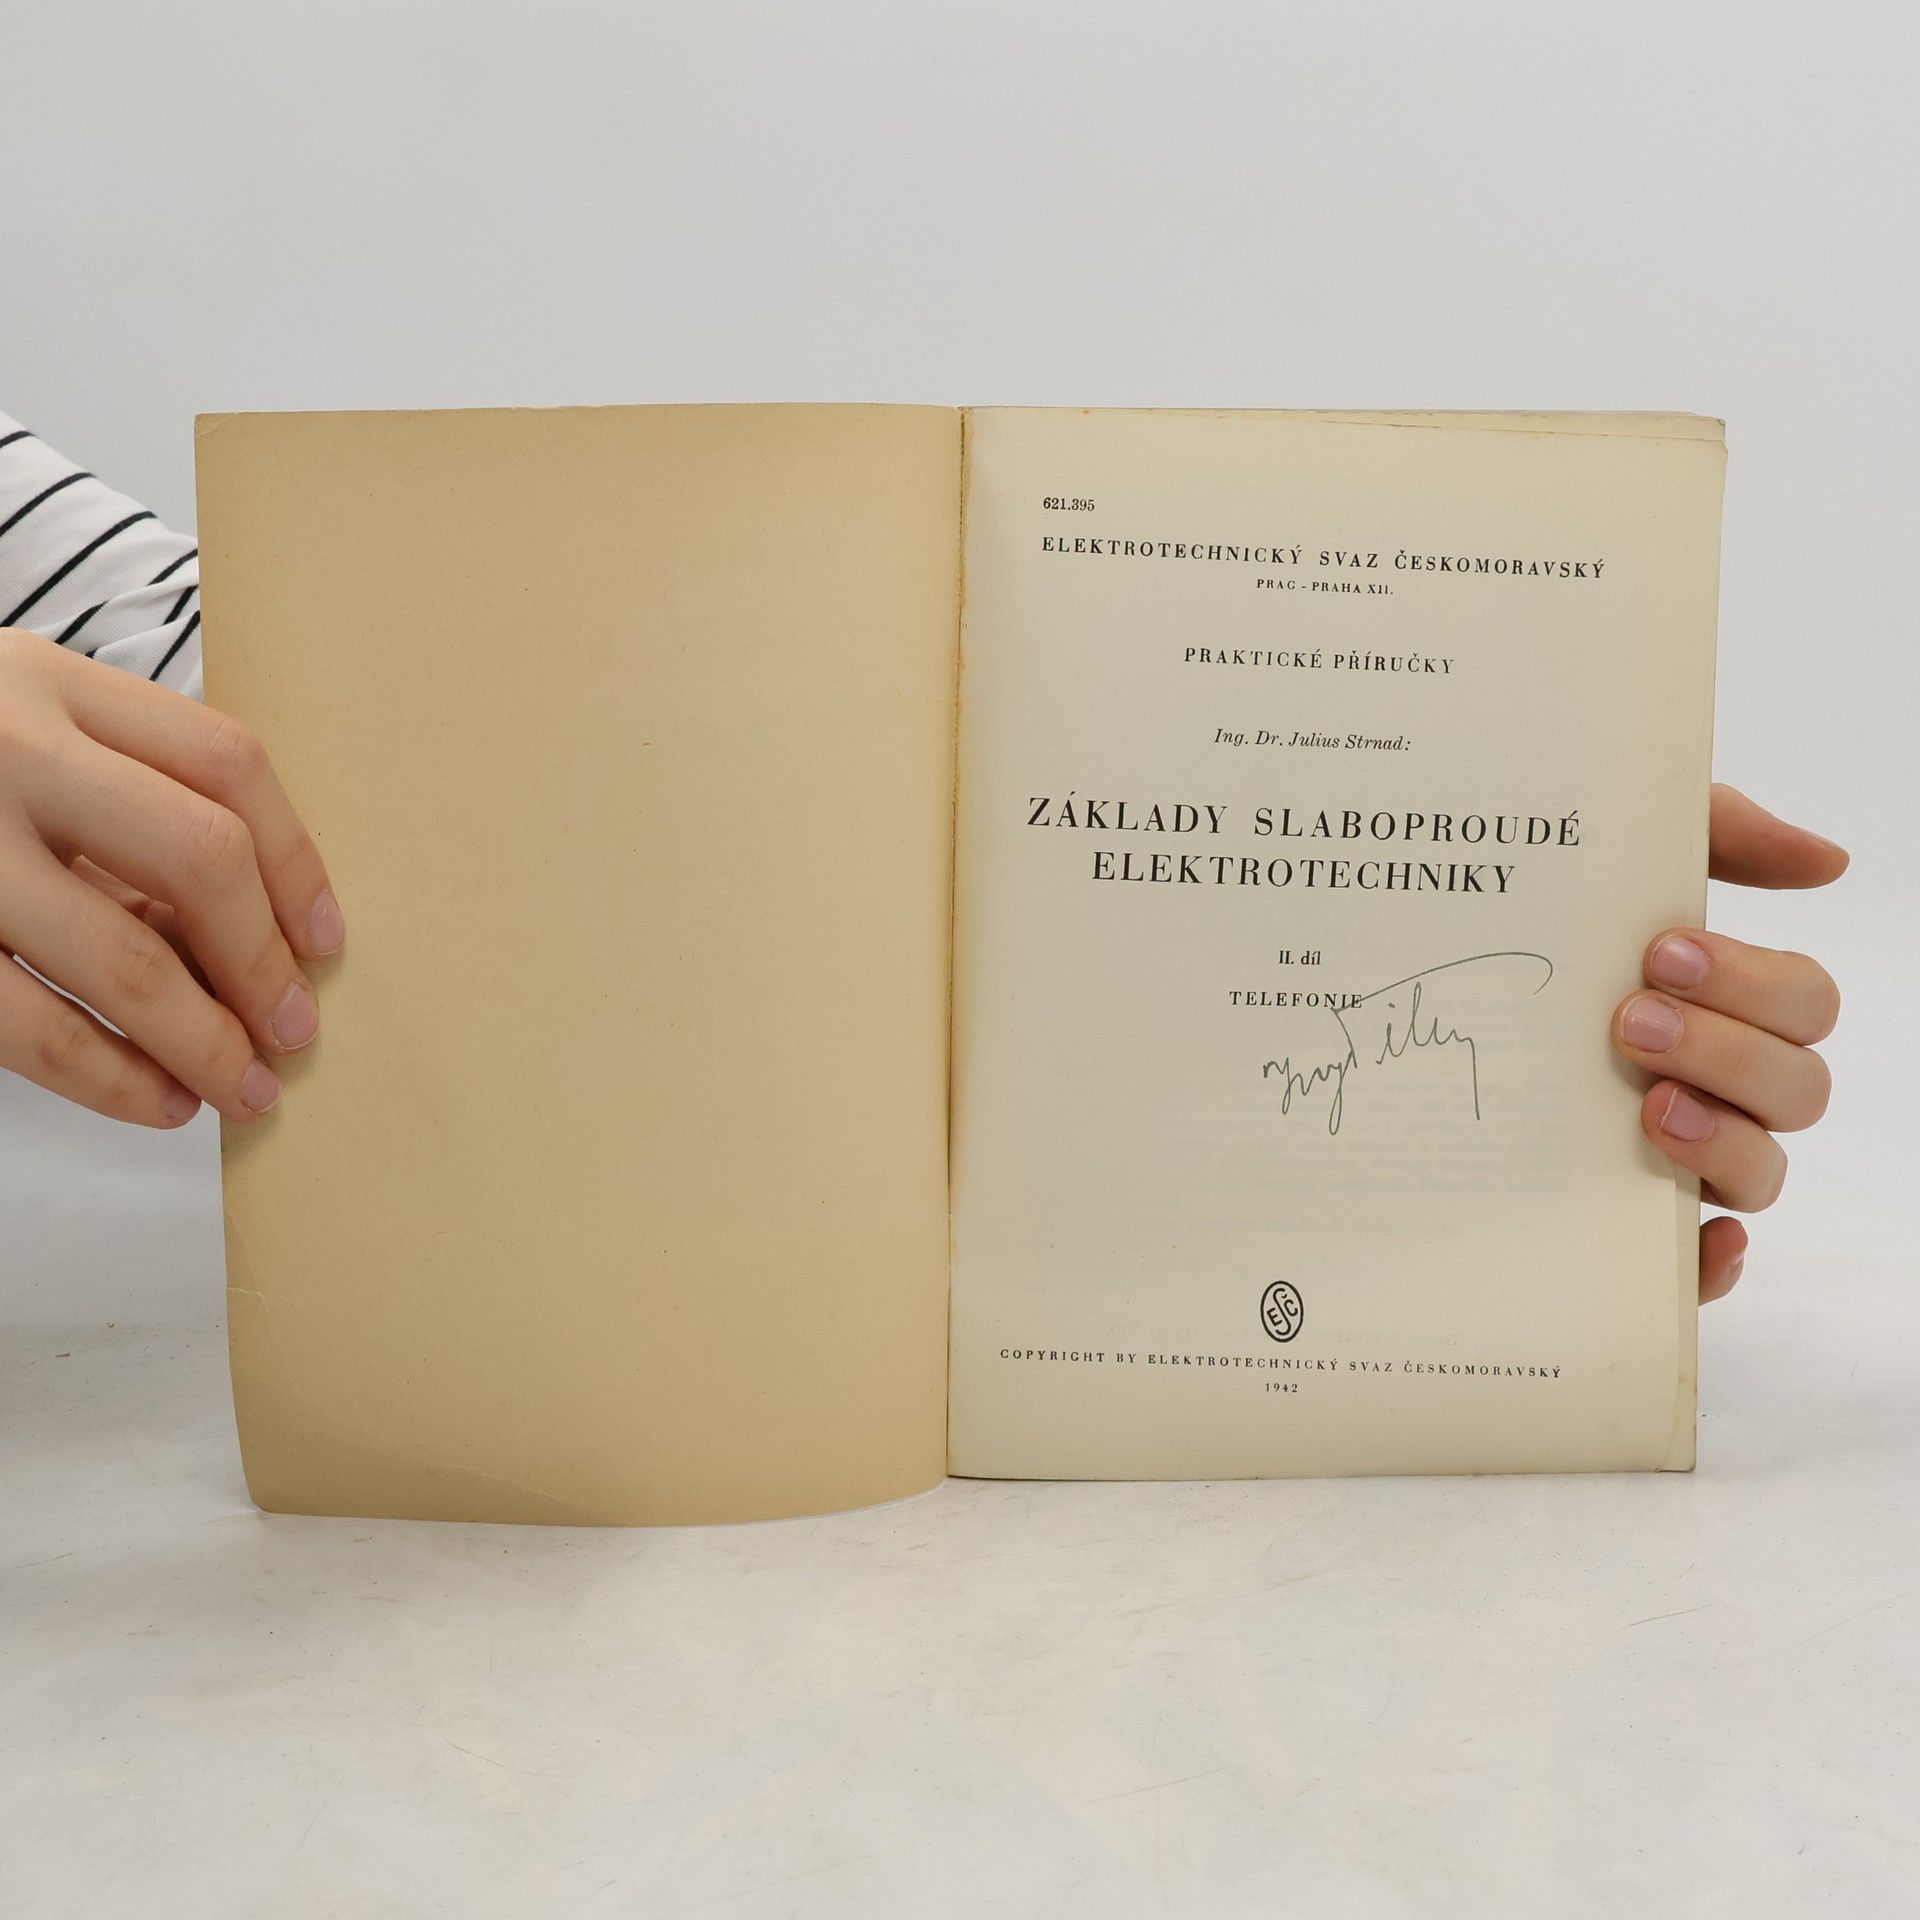 621.395
ELEKTROTECHNICKÝ SVAZ ČESKOMORAVSKÝ
PRAG - PRAHA XII.
PRAKTICKÉ PŘÍRUČKY
Ing. Dr. Julius Strnad:
ZÁKLADY SLABOPROUDÉ
ELEKTROTECHNIKY
II. díl
TELEFONIE
EŠČ
COPYRIGHT BY ELEKTROTECHNICKÝ SVAZ ČESKOMORAVSKÝ
1942